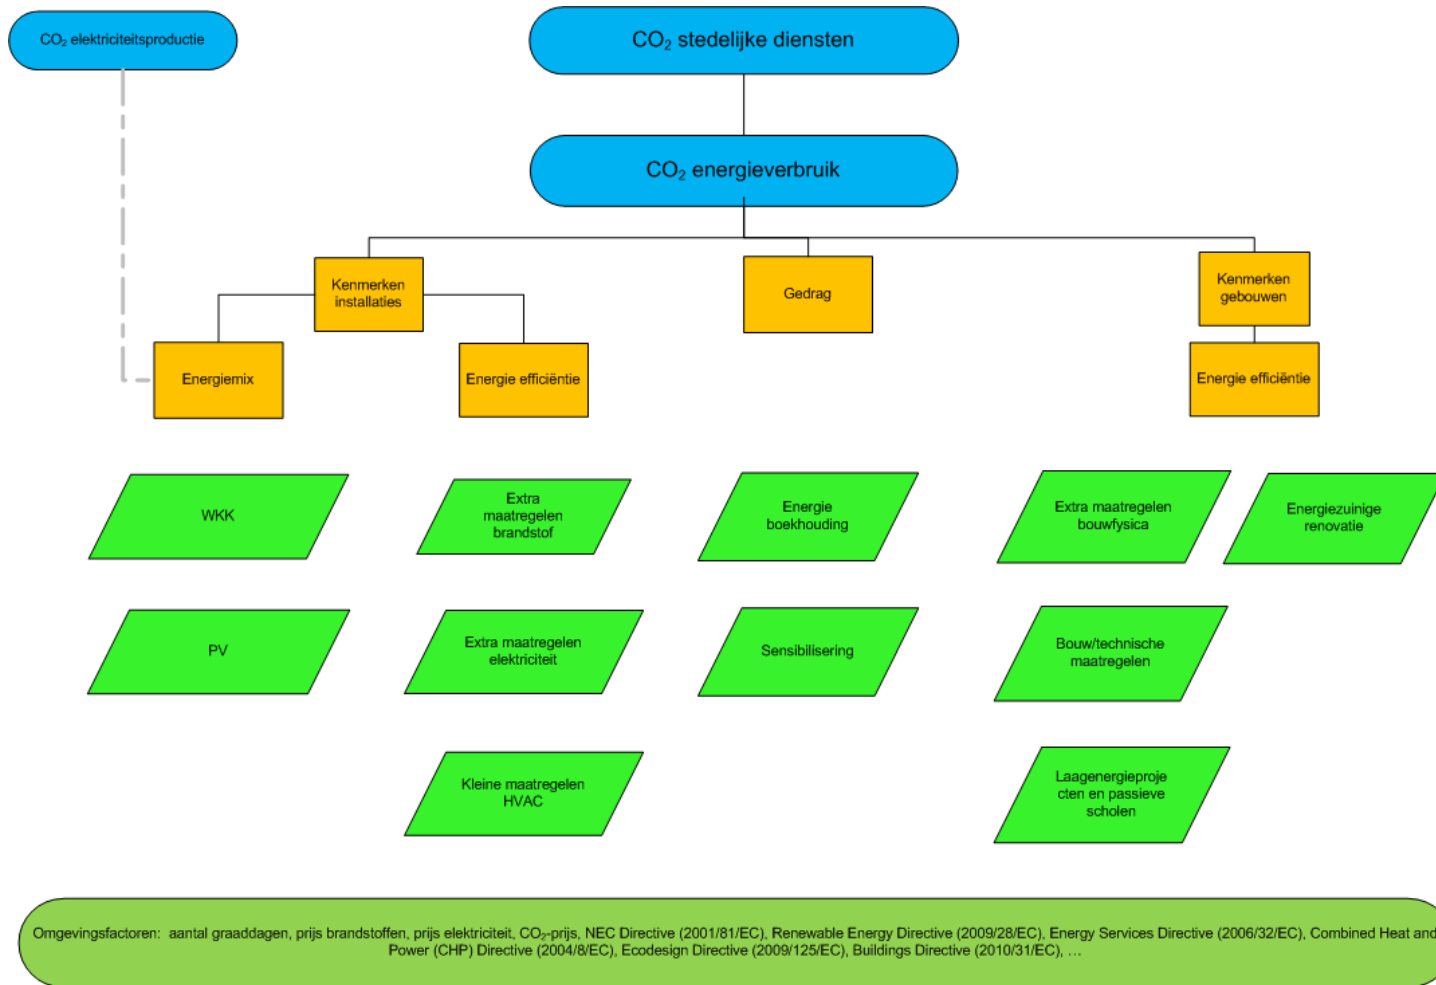 CO₂ elektriciteitsproductie
CO₂ stedelijke diensten
CO₂ energieverbruik
Kenmerken
installaties
Gedrag
Kenmerken
gebouwen
Energiemix
Energie efficiëntie
Energie efficiëntie
WKK
Extra
maatregelen
brandstof
Energie
boekhouding
Extra maatregelen
bouwfysica
Energiezuinige
renovatie
PV
Extra maatregelen
elektriciteit
Sensibilisering
Bouw/technische
maatregelen
Kleine maatregelen
HVAC
Laagenergieproje
cten en passieve
scholen
Omgevingsfactoren: aantal graaddagen, prijs brandstoffen, prijs elektriciteit, CO₂-prijs, NEC Directive (2001/81/EC), Renewable Energy Directive (2009/28/EC), Energy Services Directive (2006/32/EC), Combined Heat and
Power (CHP) Directive (2004/8/EC), Ecodesign Directive (2009/125/EC), Buildings Directive (2010/31/EC), …